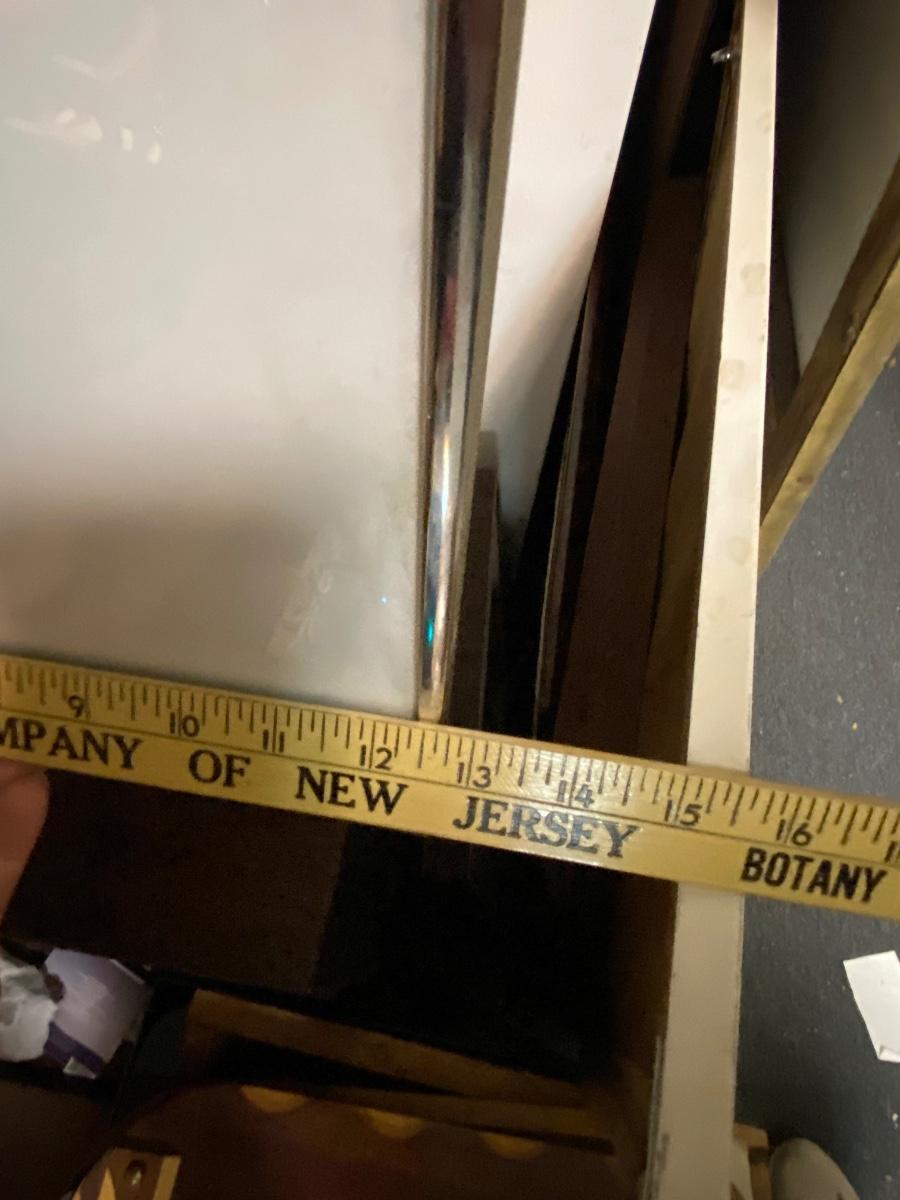 9 10 11 12 13 14 15 16
MPANY OF NEW JERSEY BOTANY